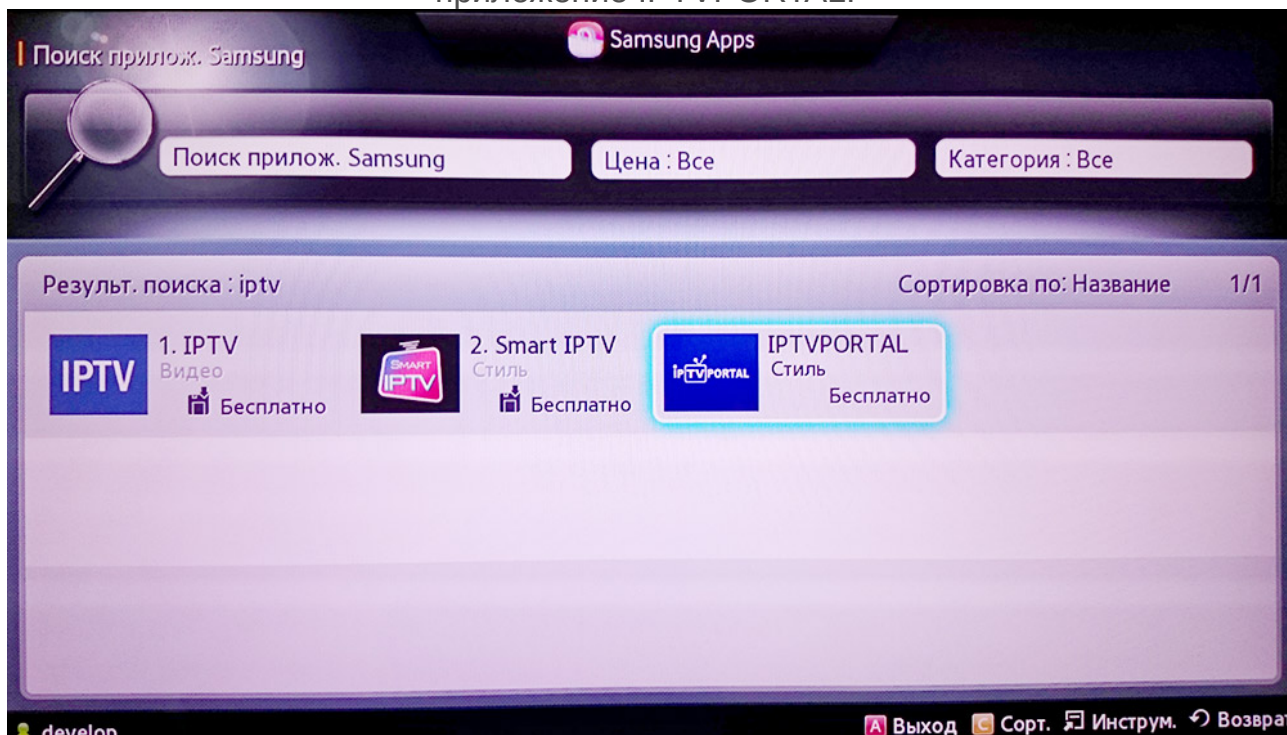 приложение IPTVPORTAL.
Samsung Apps
Поиск прилож. Samsung
Поиск прилож. Samsung Цена : Все Категория : Все
Результ. поиска : iptv Сортировка по: Название 1/1
IPTV 1. IPTV
Видео
Бесплатно
SMART IPTV 2. Smart IPTV
Стиль
Бесплатно
IPTVPORTAL IPTVPORTAL
Стиль
Бесплатно
develop A Выход C Сорт. Инструм. Возврат